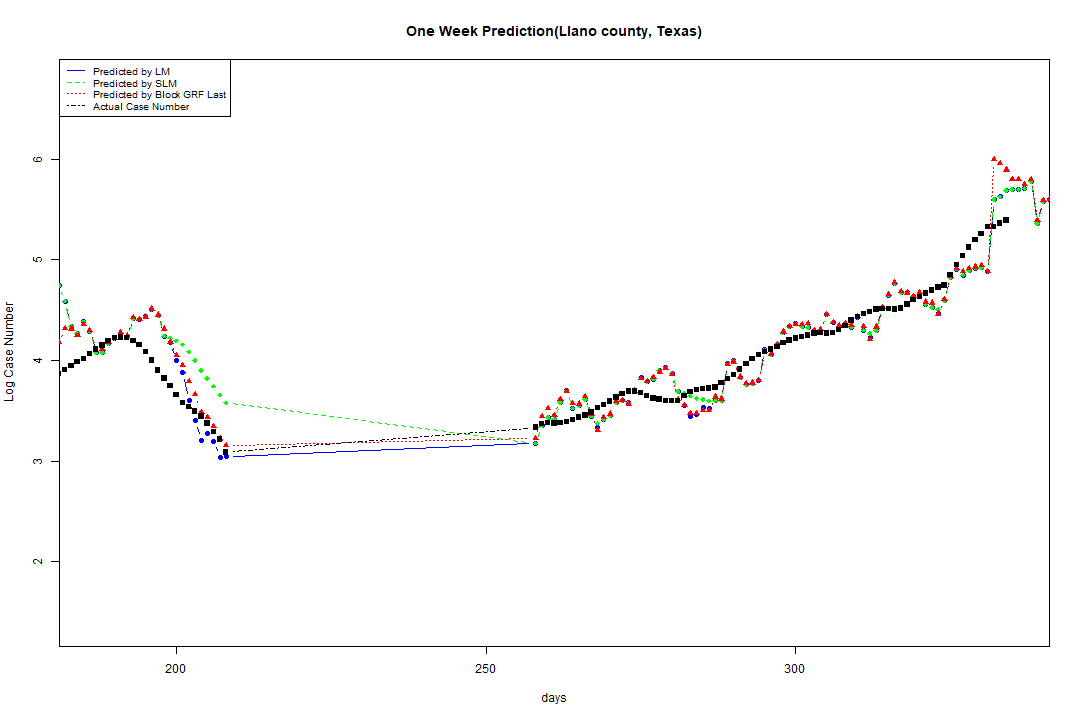 One Week Prediction(Llano county, Texas)
Predicted by LM
Predicted by SLM
Predicted by Block GRF Last
Actual Case Number
Log Case Number
6
5
4
3
2
200
250
300
days